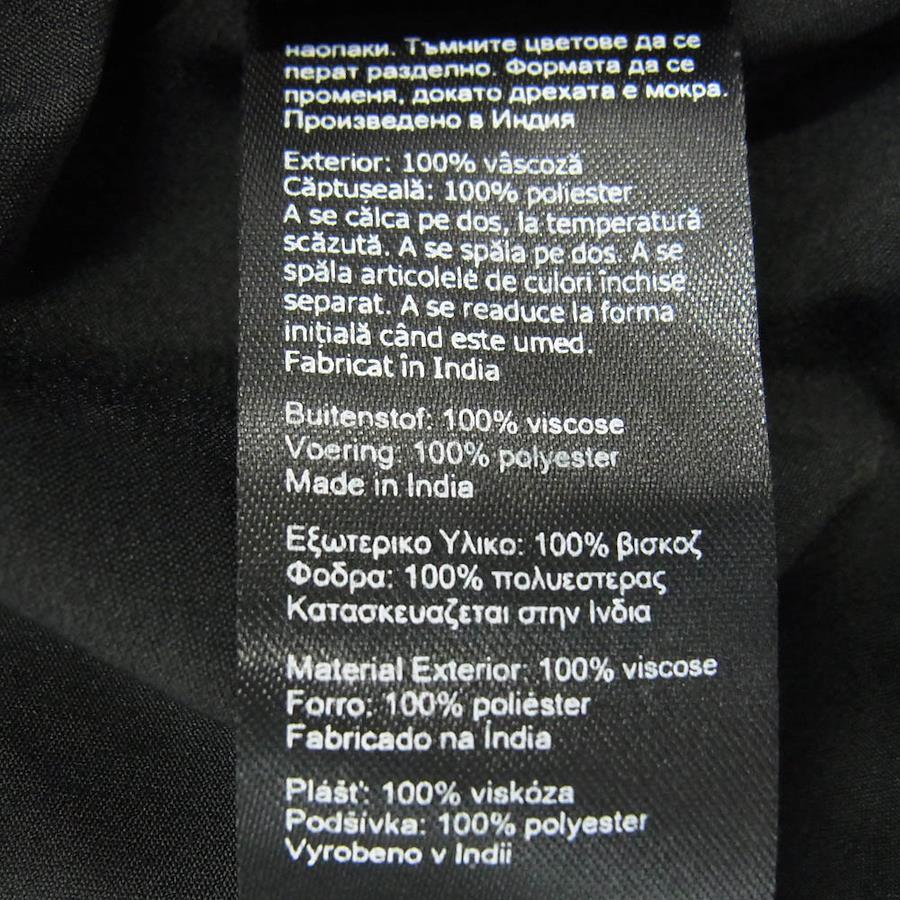 наопаки. Тъмните цветове да се
перат разделно. Формата да се
променя, докато дрехата е мокра.
Произведено в Индия
Exterior: 100% vâscoză
Căptușeală: 100% poliester
A se călca pe dos, la temperatură
scăzută. A se spăla pe dos. A se
spăla articolele de culori închise
separat. A se readuce la forma
inițială când este umed.
Fabricat în India
Buitenstof: 100% viscose
Voering: 100% polyester
Made in India
Εξωτερικο Υλικο: 100% βισκοζ
Φοδρα: 100% πολυεστερας
Κατασκευαζεται στην Ινδια
Material Exterior: 100% viscose
Forro: 100% poliéster
Fabricado na Índia
Plášt': 100% viskóza
Podšívka: 100% polyester
Vyrobeno v Indii